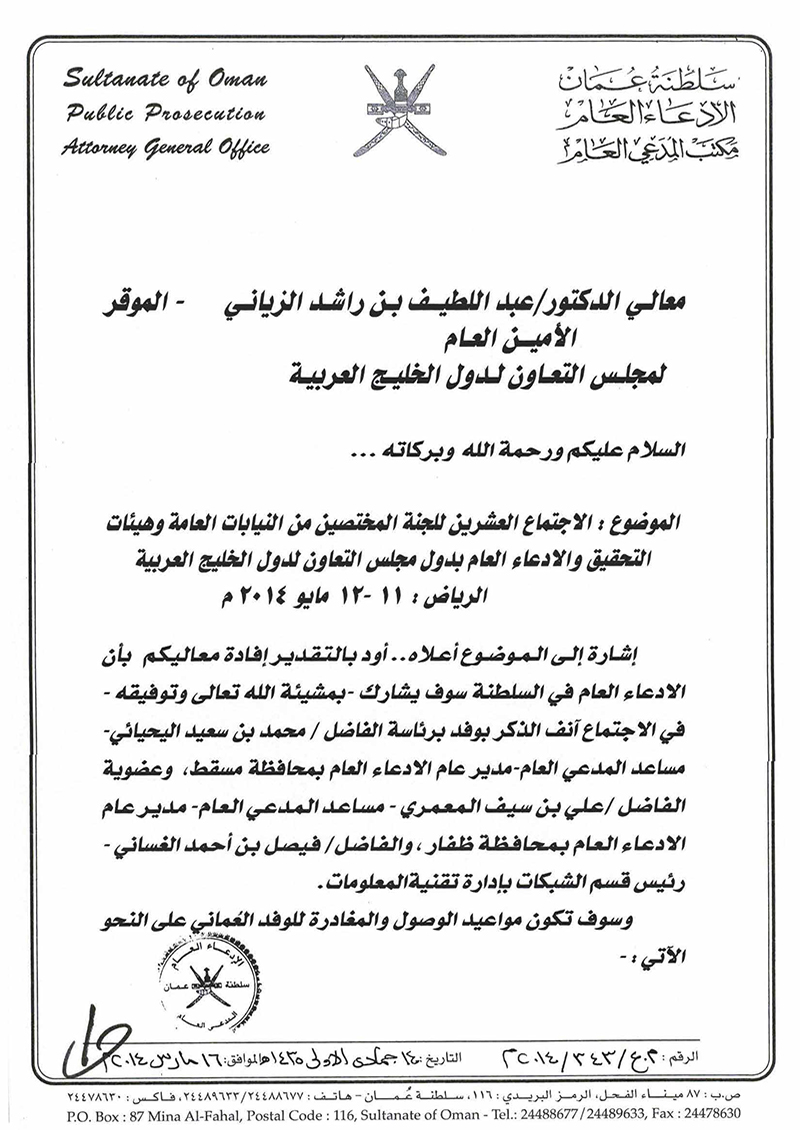 Sultanate of Oman
Public Prosecution
Attorney General Office
سلطنة عمان
الادعاء العام
مكتب المدعي العام
معالي الدكتور/عبد اللطيف بن راشد الزياني - الموقر
الأمين العام
لمجلس التعاون لدول الخليج العربية
السلام عليكم ورحمة الله وبركاته ...
الموضوع : الاجتماع العشرين للجنة المختصين من النيابات العامة وهيئات
التحقيق والادعاء العام بدول مجلس التعاون لدول الخليج العربية
الرياض : ١١ -١٢ مايو ٢٠١٤ م
إشارة إلى الموضوع أعلاه.. أود بالتقدير إفادة معاليكم بأن
الادعاء العام في السلطنة سوف يشارك -بمشيئة الله تعالى وتوفيقه -
في الاجتماع آنف الذكر بوفد برئاسة الفاضل / محمد بن سعيد اليحيائي-
مساعد المدعي العام-مدير عام الادعاء العام بمحافظة مسقط، وعضوية
الفاضل /علي بن سيف المعمري - مساعد المدعي العام- مدير عام
الادعاء العام بمحافظة ظفار ، والفاضل/ فيصل بن أحمد الغساني -
رئيس قسم الشبكات بإدارة تقنية المعلومات.
وسوف تكون مواعيد الوصول والمغادرة للوفد العُماني على النحو
الآتي : -
الإدعاء العام
سلطنة عمان
المدعي العام
الرقم : م.ع/٣٤٣/٢٠١٤م التاريخ: ١٤ جمادى الاولى ١٤٣٥هـ الموافق: ١٦ مارس ٢٠١٤م
ص.ب : ٨٧ ميناء الفحل، الرمز البريدي : ١١٦، سلطنة عُمان - هاتف : ٢٤٤٨٩٦٣٣/٢٤٤٨٨٦٧٧، فاكس : ٢٤٤٧٨٦٣٠
P.O. Box : 87 Mina Al-Fahal, Postal Code : 116, Sultanate of Oman - Tel.: 24488677/24489633, Fax : 24478630